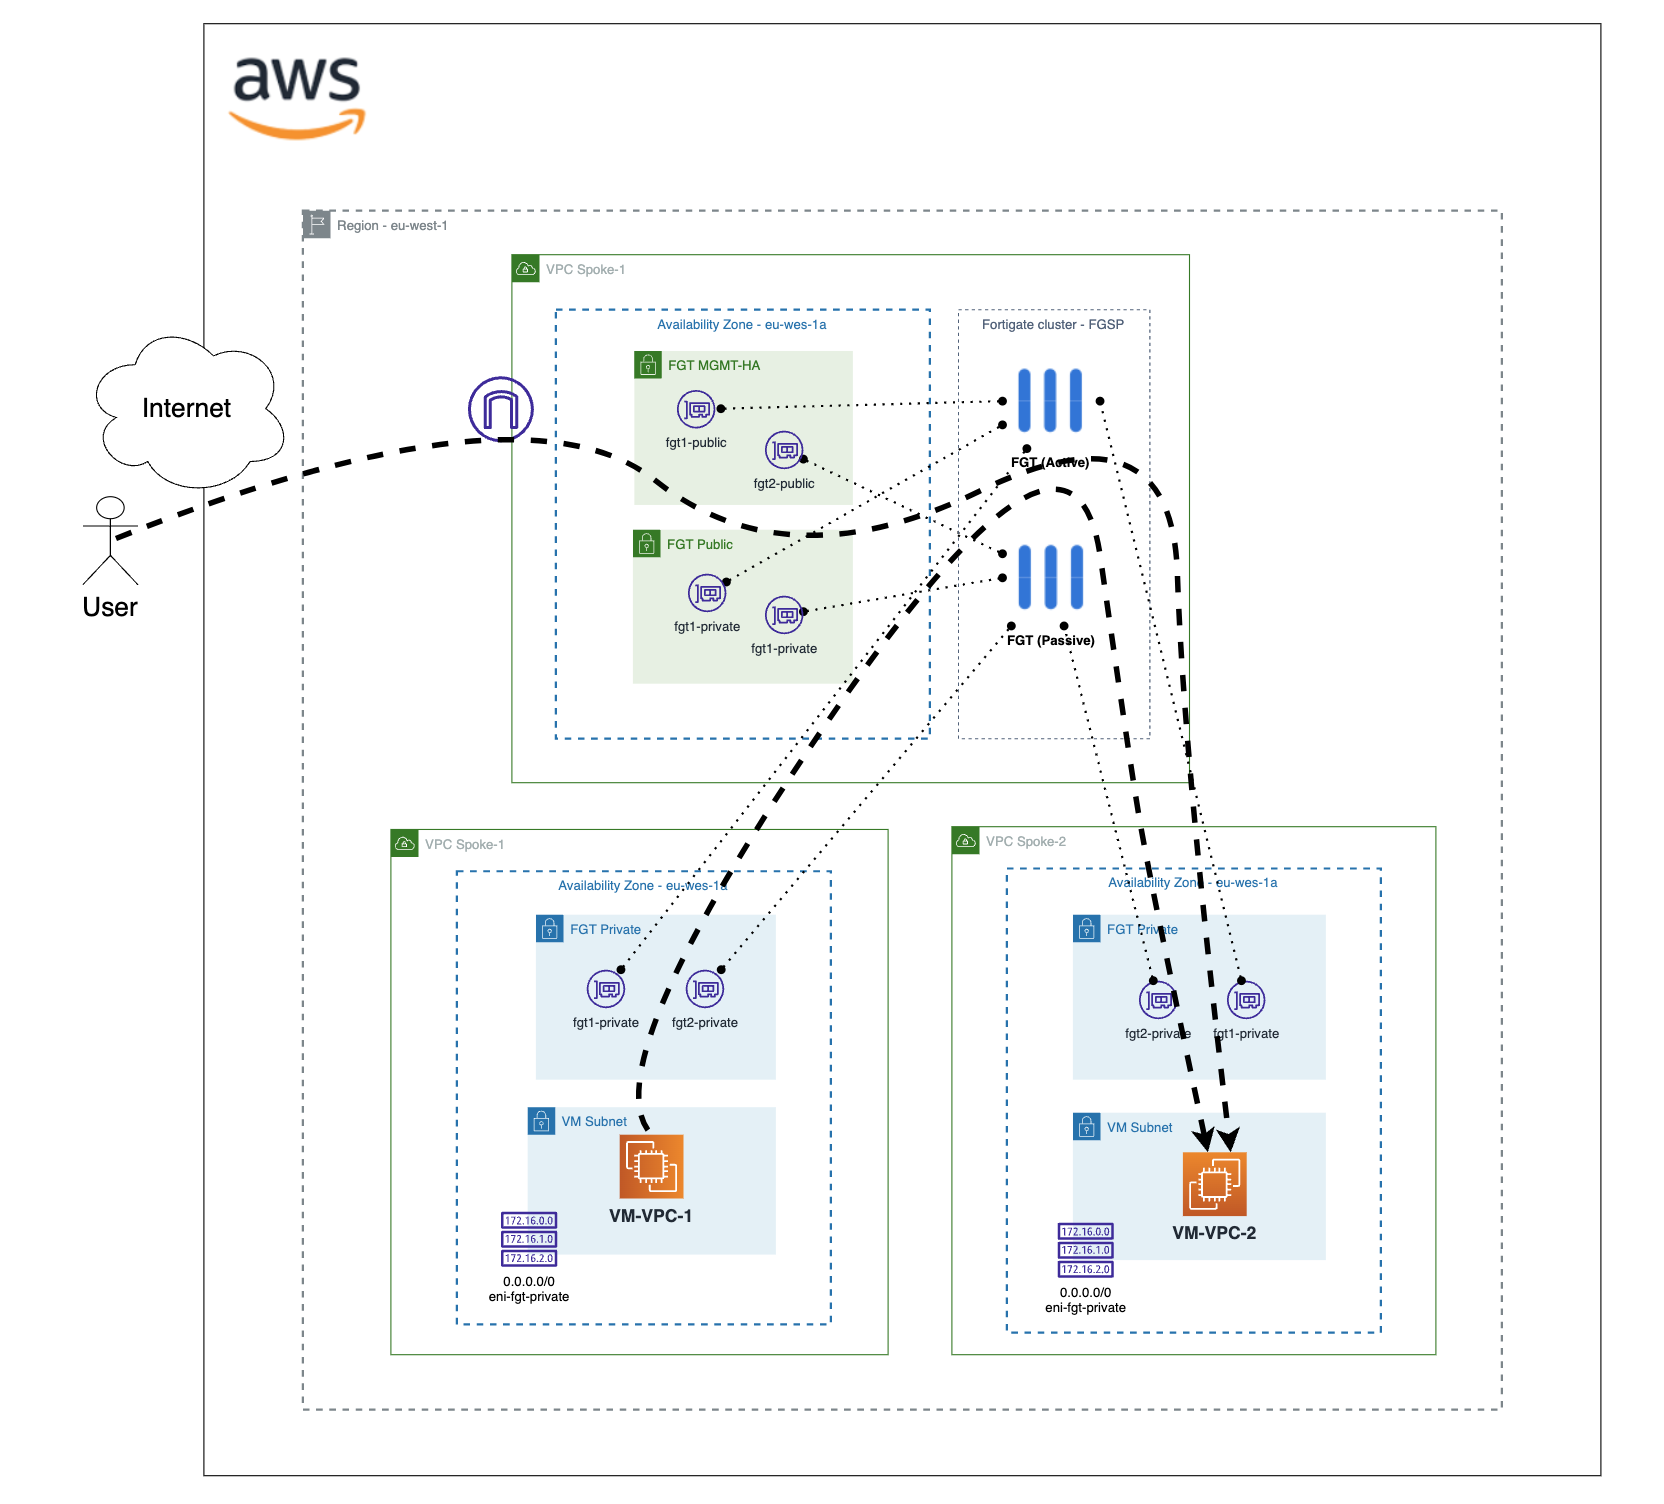 aws
Region - eu-west-1
VPC Spoke-1
Availability Zone - eu-wes-1a
Fortigate cluster - FGSP
FGT MGMT-HA
fgt1-public
fgt2-public
FGT (Active)
Internet
User
FGT Public
fgt1-private
fgt1-private
FGT (Passive)
VPC Spoke-1
Availability Zone - eu-wes-1a
FGT Private
fgt1-private
fgt2-private
VM Subnet
VM-VPC-1
172.16.0.0
172.16.1.0
172.16.2.0
0.0.0.0/0
eni-fgt-private
VPC Spoke-2
Availability Zone - eu-wes-1a
FGT Private
fgt2-private
fgt1-private
VM Subnet
VM-VPC-2
172.16.0.0
172.16.1.0
172.16.2.0
0.0.0.0/0
eni-fgt-private